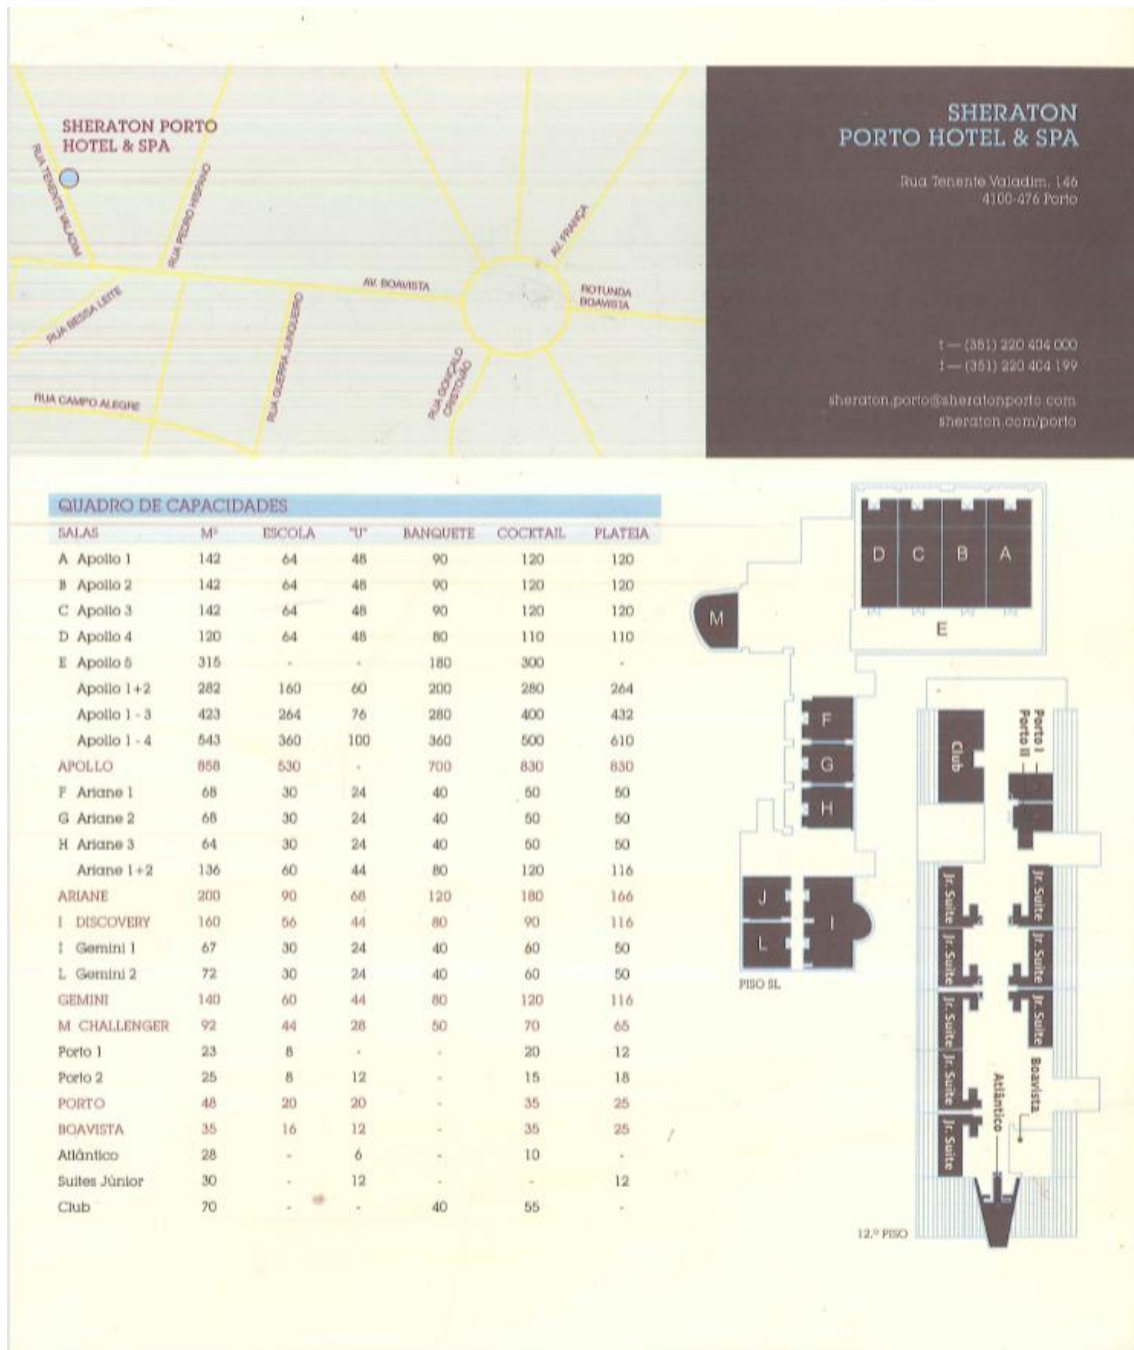 SHERATON PORTO
HOTEL & SPA
RUA TENENTE VALADIM
RUA PEDRO HISPANO
RUA BESSA LEITE
RUA CAMPO ALEGRE
RUA GUERRA JUNQUEIRO
AV. BOAVISTA
RUA GONÇALO
CRISTOVÃO
AV. FRANÇA
ROTUNDA
BOAVISTA
SHERATON
PORTO HOTEL & SPA
Rua Tenente Valadim, 146
4100-476 Porto
t — (351) 220 404 000
f — (351) 220 404 199
sheraton.porto@sheratonporto.com
sheraton.com/porto
QUADRO DE CAPACIDADES
SALAS M² ESCOLA "U" BANQUETE COCKTAIL PLATEIA
A Apollo 1 142 64 48 90 120 120
B Apollo 2 142 64 48 90 120 120
C Apollo 3 142 64 48 90 120 120
D Apollo 4 120 64 48 80 110 110
E Apollo 5 315 - - 180 300 -
Apollo 1+2 282 160 60 200 280 264
Apollo 1 - 3 423 264 76 280 400 432
Apollo 1 - 4 543 360 100 360 500 610
APOLLO 858 530 - 700 830 830
F Ariane 1 68 30 24 40 50 50
G Ariane 2 68 30 24 40 50 50
H Ariane 3 64 30 24 40 50 50
Ariane 1+2 136 60 44 80 120 116
ARIANE 200 90 68 120 180 166
I DISCOVERY 160 56 44 80 90 116
I Gemini 1 67 30 24 40 60 50
L Gemini 2 72 30 24 40 60 50
GEMINI 140 60 44 80 120 116
M CHALLENGER 92 44 28 50 70 65
Porto 1 23 8 - - 20 12
Porto 2 25 8 12 - 15 18
PORTO 48 20 20 - 35 25
BOAVISTA 35 16 12 - 35 25
Atlântico 28 - 6 - 10 -
Suites Júnior 30 - 12 - - 12
Club 70 - - 40 55 -
D C B A
E
M
F
G
H
J
L
I
PISO SL
Porto I
Porto II
Club
Jr. Suite
Jr. Suite
Jr. Suite
Jr. Suite
Jr. Suite
Jr. Suite
Jr. Suite
Jr. Suite
Boavista
Atlântico
12.º PISO